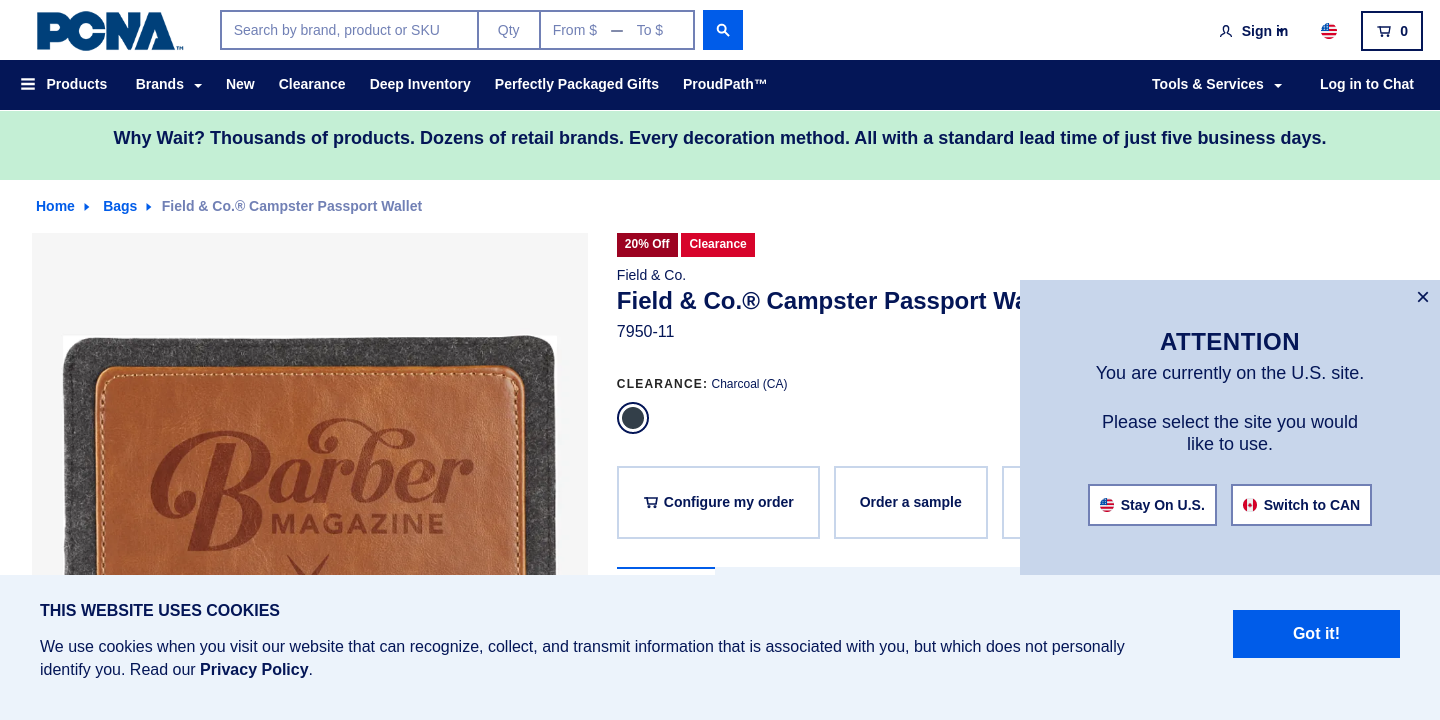 PCNA™
Search by brand, product or SKU
Qty
From $ — To $
Sign in
0
Products
Brands
New
Clearance
Deep Inventory
Perfectly Packaged Gifts
ProudPath™
Tools & Services
Log in to Chat
Why Wait? Thousands of products. Dozens of retail brands. Every decoration method. All with a standard lead time of just five business days.
Home
Bags
Field & Co.® Campster Passport Wallet
20% Off
Clearance
Field & Co.
Field & Co.® Campster Passport Wa
7950-11
CLEARANCE: Charcoal (CA)
Configure my order
Order a sample
Barber
MAGAZINE
×
ATTENTION
You are currently on the U.S. site.
Please select the site you would
like to use.
Stay On U.S.
Switch to CAN
THIS WEBSITE USES COOKIES
We use cookies when you visit our website that can recognize, collect, and transmit information that is associated with you, but which does not personally
identify you. Read our Privacy Policy.
Got it!